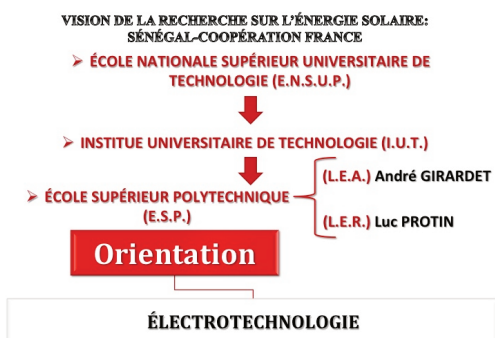 VISION DE LA RECHERCHE SUR L'ÉNERGIE SOLAIRE:
SÉNÉGAL-COOPÉRATION FRANCE
➢ ÉCOLE NATIONALE SUPÉRIEUR UNIVERSITAIRE DE
TECHNOLOGIE (E.N.S.U.P.)
➢ INSTITUE UNIVERSITAIRE DE TECHNOLOGIE (I.U.T.)
(L.E.A.) André GIRARDET
➢ ÉCOLE SUPÉRIEUR POLYTECHNIQUE
(E.S.P.)
(L.E.R.) Luc PROTIN
Orientation
ÉLECTROTECHNOLOGIE